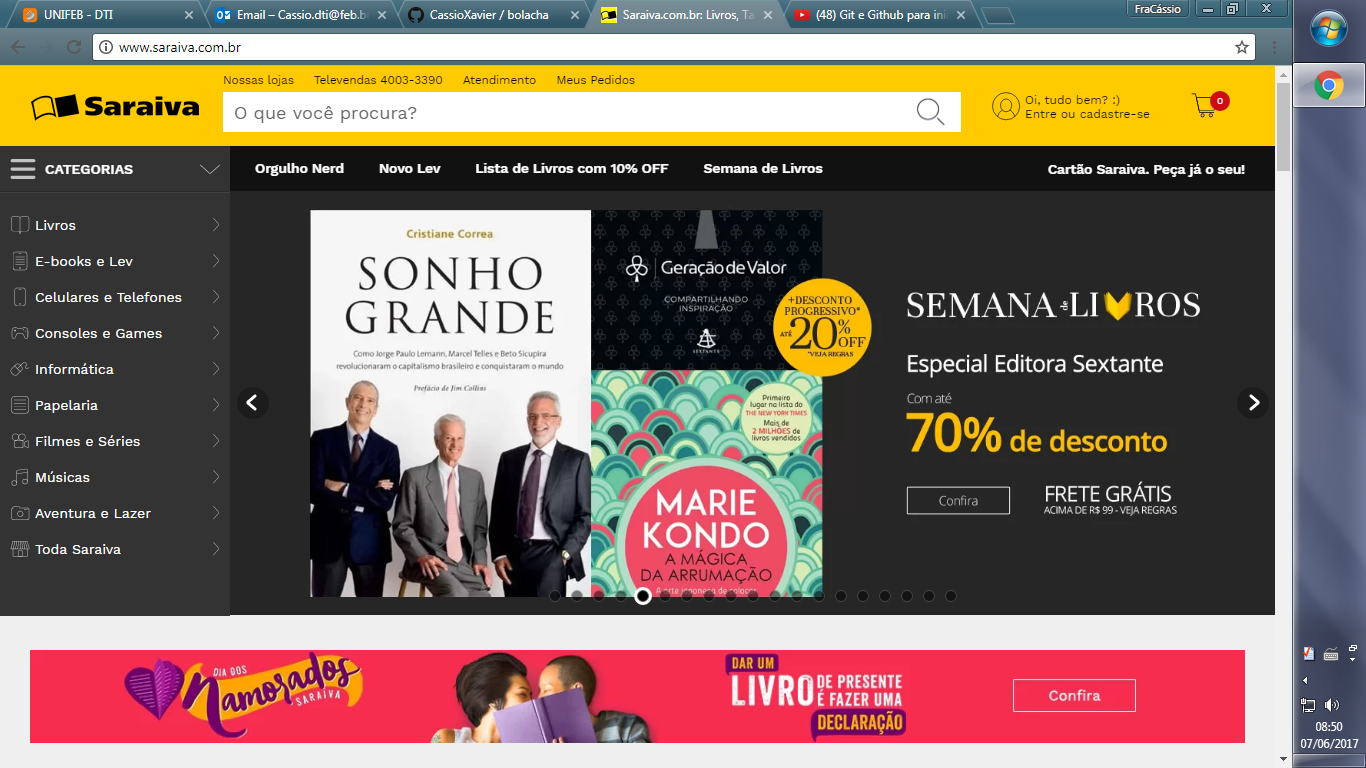 UNIFEB - DTI
Email – Cassio.dti@feb.br
CassioXavier / bolacha
Saraiva.com.br: Livros, Ta
(48) Git e Github para ini
FraCássio
www.saraiva.com.br
Nossas lojas Televendas 4003-3390 Atendimento Meus Pedidos
Saraiva
O que você procura?
Oi, tudo bem? :)
Entre ou cadastre-se
0
CATEGORIAS
Orgulho Nerd Novo Lev Lista de Livros com 10% OFF Semana de Livros Cartão Saraiva. Peça já o seu!
Livros
E-books e Lev
Celulares e Telefones
Consoles e Games
Informática
Papelaria
Filmes e Séries
Músicas
Aventura e Lazer
Toda Saraiva
Cristiane Correa
SONHO
GRANDE
Como Jorge Paulo Lemann, Marcel Telles e Beto Sicupira
revolucionaram o capitalismo brasileiro e conquistaram o mundo
Prefácio de Jim Collins
Geração de Valor
COMPARTILHANDO
INSPIRAÇÃO
SEXTANTE
+DESCONTO
PROGRESSIVO*
ATÉ 20% OFF
*VEJA REGRAS
Primeiro
lugar na lista do
THE NEW YORK TIMES
Mais de
2 MILHÕES de
livros vendidos
MARIE
KONDO
A MÁGICA
DA ARRUMAÇÃO
A arte japonesa de colocar
SEMANA de LIVROS
Especial Editora Sextante
Com até
70% de desconto
Confira
FRETE GRÁTIS
ACIMA DE R$ 99 - VEJA REGRAS
DIA DOS
Namorados
SARAIVA
DAR UM
LIVRO DE PRESENTE
É FAZER UMA
DECLARAÇÃO
Confira
08:50
07/06/2017